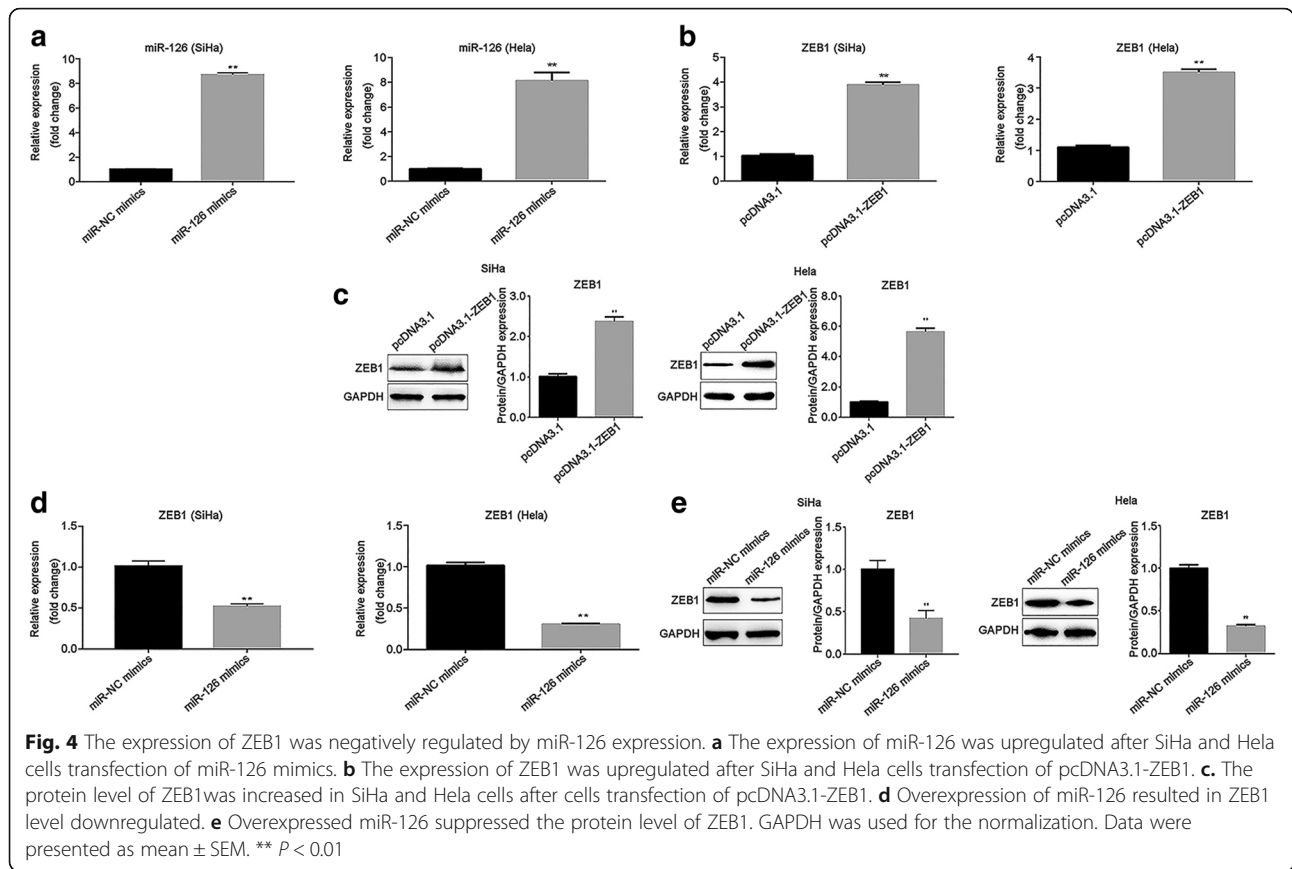 a
miR-126 (SiHa)
Relative expression
(fold change)
10
8
6
4
2
0
**
miR-NC mimics
miR-126 mimics
miR-126 (Hela)
Relative expression
(fold change)
10
8
6
4
2
0
**
miR-NC mimics
miR-126 mimics
b
ZEB1 (SiHa)
Relative expression
(fold change)
5
4
3
2
1
0
**
pcDNA3.1
pcDNA3.1-ZEB1
ZEB1 (Hela)
Relative expression
(fold change)
4
3
2
1
0
**
pcDNA3.1
pcDNA3.1-ZEB1
c
SiHa
pcDNA3.1
pcDNA3.1-ZEB1
ZEB1
GAPDH
ZEB1
Protein/GAPDH expression
3.0
2.0
1.0
0.0
**
pcDNA3.1
pcDNA3.1-ZEB1
Hela
pcDNA3.1
pcDNA3.1-ZEB1
ZEB1
GAPDH
ZEB1
Protein/GAPDH expression
8.0
6.0
4.0
2.0
0.0
**
pcDNA3.1
pcDNA3.1-ZEB1
d
ZEB1 (SiHa)
Relative expression
(fold change)
1.5
1.0
0.5
0.0
**
miR-NC mimics
miR-126 mimics
ZEB1 (Hela)
Relative expression
(fold change)
1.5
1.0
0.5
0.0
**
miR-NC mimics
miR-126 mimics
e
SiHa
miR-NC mimics
miR-126 mimics
ZEB1
GAPDH
ZEB1
Protein/GAPDH expression
1.5
1.0
0.5
0.0
**
miR-NC mimics
miR-126 mimics
Hela
miR-NC mimics
miR-126 mimics
ZEB1
GAPDH
ZEB1
Protein/GAPDH expression
1.5
1.0
0.5
0.0
**
miR-NC mimics
miR-126 mimics
Fig. 4 The expression of ZEB1 was negatively regulated by miR-126 expression. a The expression of miR-126 was upregulated after SiHa and Hela
cells transfection of miR-126 mimics. b The expression of ZEB1 was upregulated after SiHa and Hela cells transfection of pcDNA3.1-ZEB1. c. The
protein level of ZEB1was increased in SiHa and Hela cells after cells transfection of pcDNA3.1-ZEB1. d Overexpression of miR-126 resulted in ZEB1
level downregulated. e Overexpressed miR-126 suppressed the protein level of ZEB1. GAPDH was used for the normalization. Data were
presented as mean ± SEM. ** P < 0.01